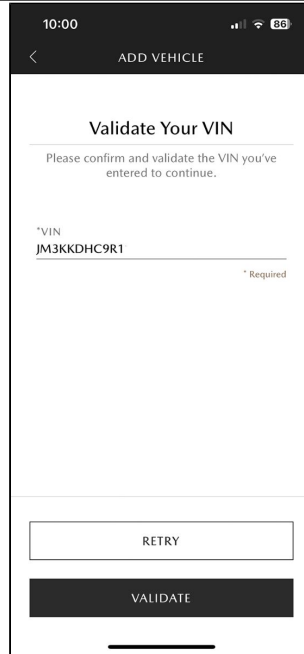 10:00
86
ADD VEHICLE
Validate Your VIN
Please confirm and validate the VIN you've
entered to continue.
*VIN
JM3KKDHC9R1
* Required
RETRY
VALIDATE